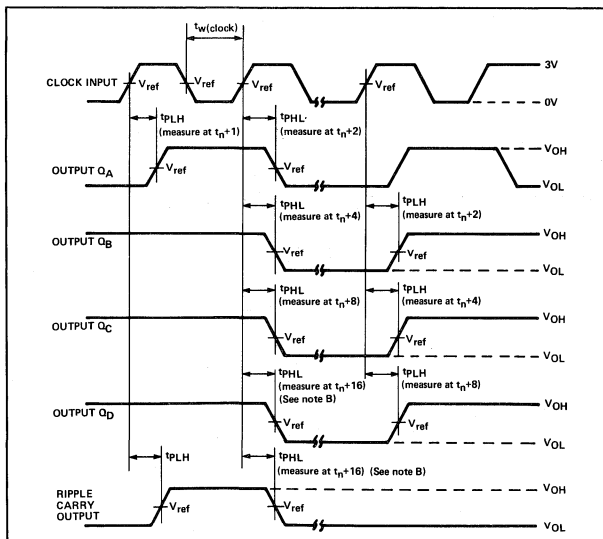 tw(clock)
3V
CLOCK INPUT
Vref
Vref
Vref
Vref
0V
tPLH
(measure at tn+1)
tPHL
(measure at tn+2)
VOH
OUTPUT QA
Vref
Vref
VOL
tPHL
(measure at tn+4)
tPLH
(measure at tn+2)
OUTPUT QB
VOH
Vref
Vref
VOL
tPHL
(measure at tn+8)
tPLH
(measure at tn+4)
OUTPUT QC
VOH
Vref
Vref
VOL
tPHL
(measure at tn+16)
(See note B)
tPLH
(measure at tn+8)
OUTPUT QD
VOH
Vref
Vref
VOL
tPLH
tPHL
(measure at tn+16) (See note B)
RIPPLE
CARRY
OUTPUT
VOH
Vref
Vref
VOL